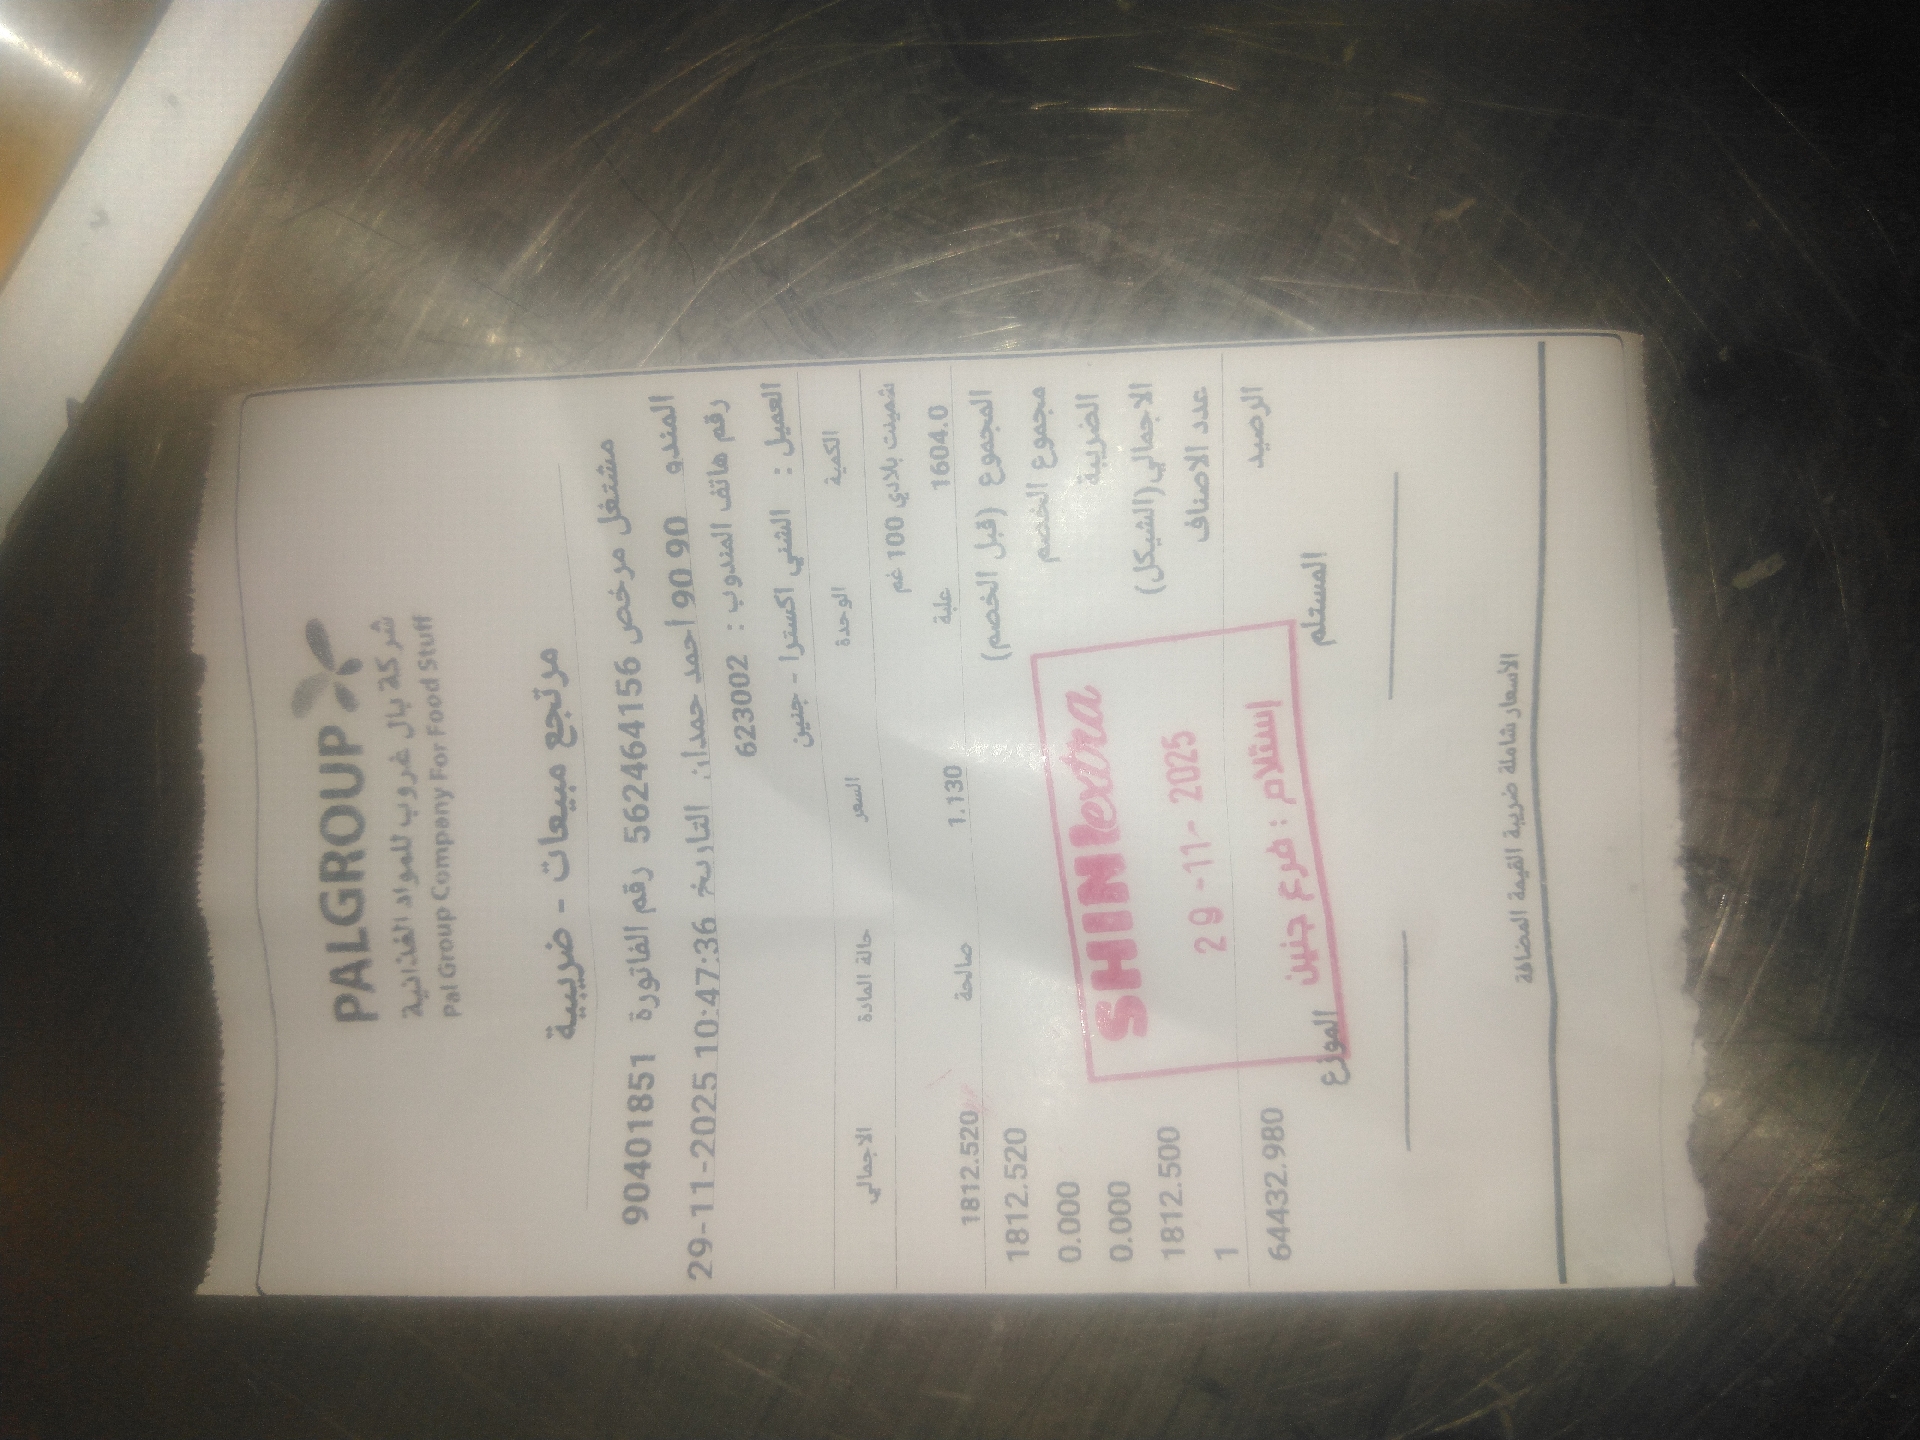 PALGROUP
شركة بال غروب للمواد الغذائية
Pal Group Company For Food Stuff
مرتجع مبيعات - ضريبية
مشتغل مرخص 562464156 رقم الفاتورة 90401851
المندو 90 90 احمد حمدان: التاريخ 29-11-2025 10:47:36
رقم هاتف المندوب : 623002
العميل : الشني اكسترا - جنين
الكمية الوحدة السعر حالة المادة الاجمالي
شمينت بلادي 100 غم
1604.0 علبة 1.130 صالحة 1812.520
المجموع (قبل الخصم) 1812.520
مجموع الخصم 0.000
الضريبة 0.000
الاجمالي(الشيكل) 1812.500
عدد الاصناف 1
الرصيد 64432.980
SHINI extra
29-11-2025
إستلام : فرع جنين
المستلم الموزع
الأسعار شاملة ضريبة القيمة المضافة